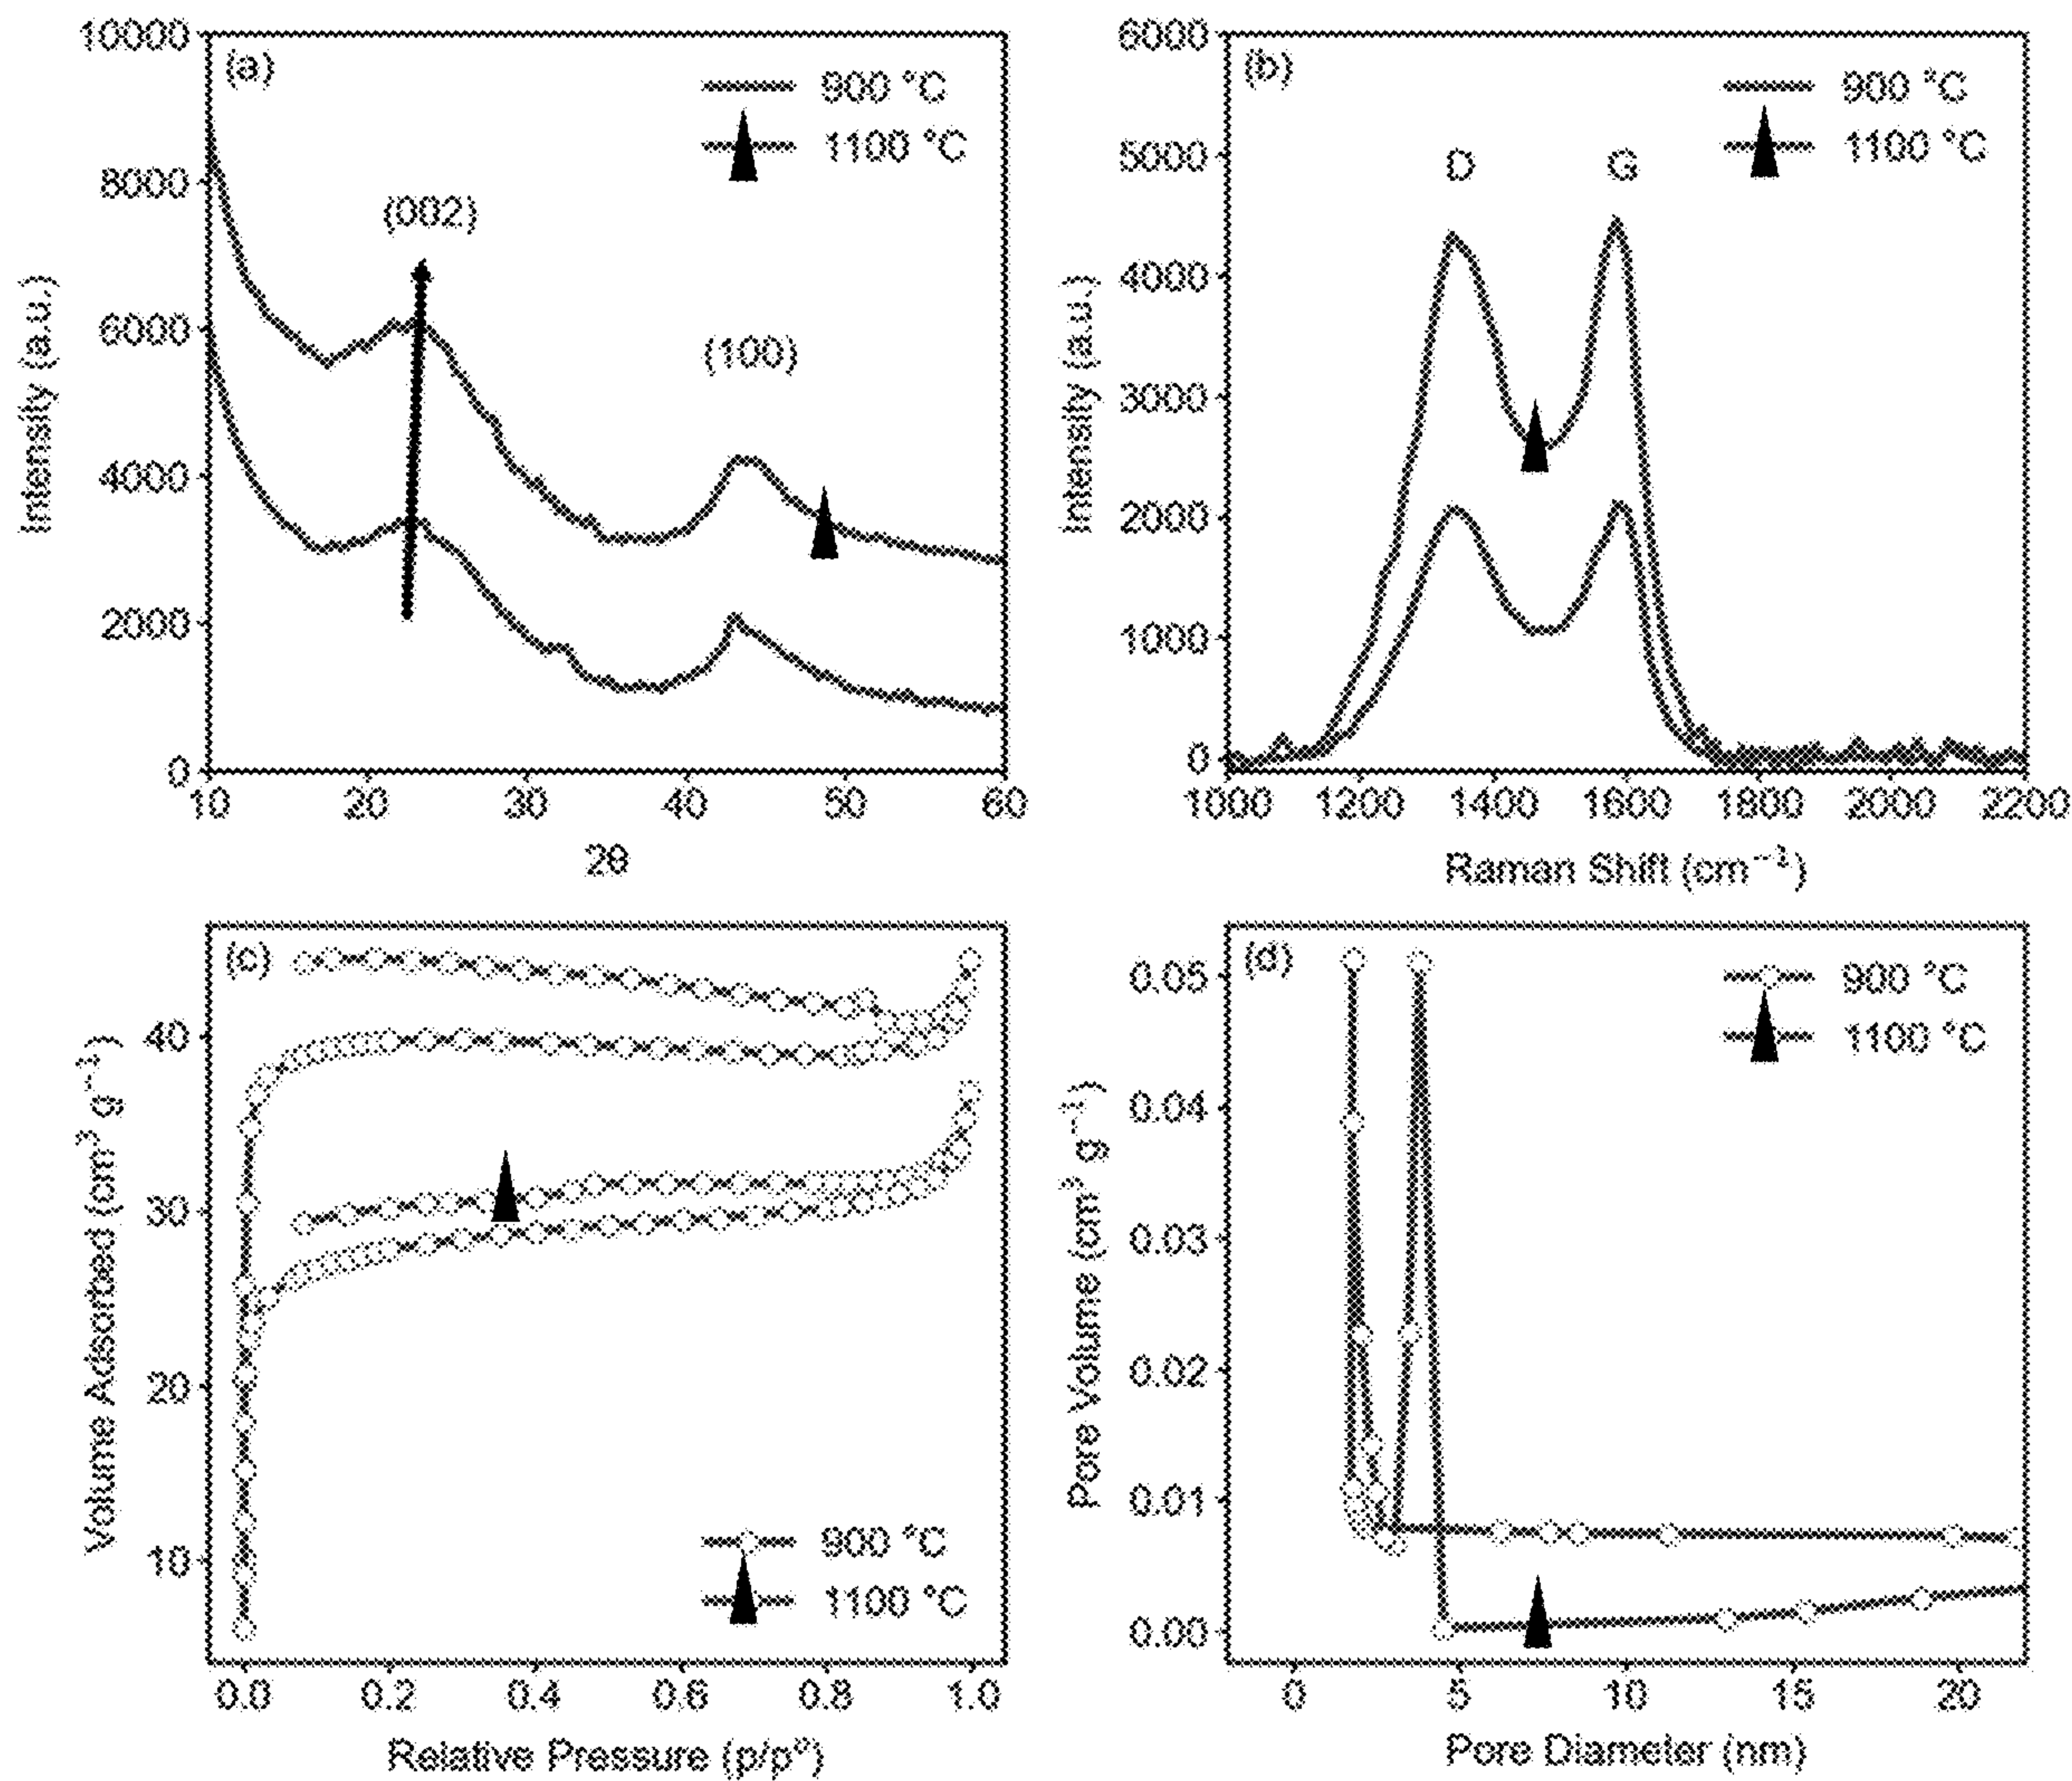 (a)
900 °C
1100 °C
(002)
(100)
Intensity (a.u.)
10000
8000
6000
4000
2000
0
10 20 30 40 50 60
2θ
(b)
900 °C
1100 °C
D G
Intensity (a.u.)
6000
5000
4000
3000
2000
1000
0
1000 1200 1400 1600 1800 2000 2200
Raman Shift (cm⁻¹)
(c)
Volume Adsorbed (cm³ g⁻¹)
40
30
20
10
900 °C
1100 °C
0.0 0.2 0.4 0.6 0.8 1.0
Relative Pressure (p/p⁰)
(d)
900 °C
1100 °C
Pore Volume (cm³ g⁻¹)
0.05
0.04
0.03
0.02
0.01
0.00
0 5 10 15 20
Pore Diameter (nm)